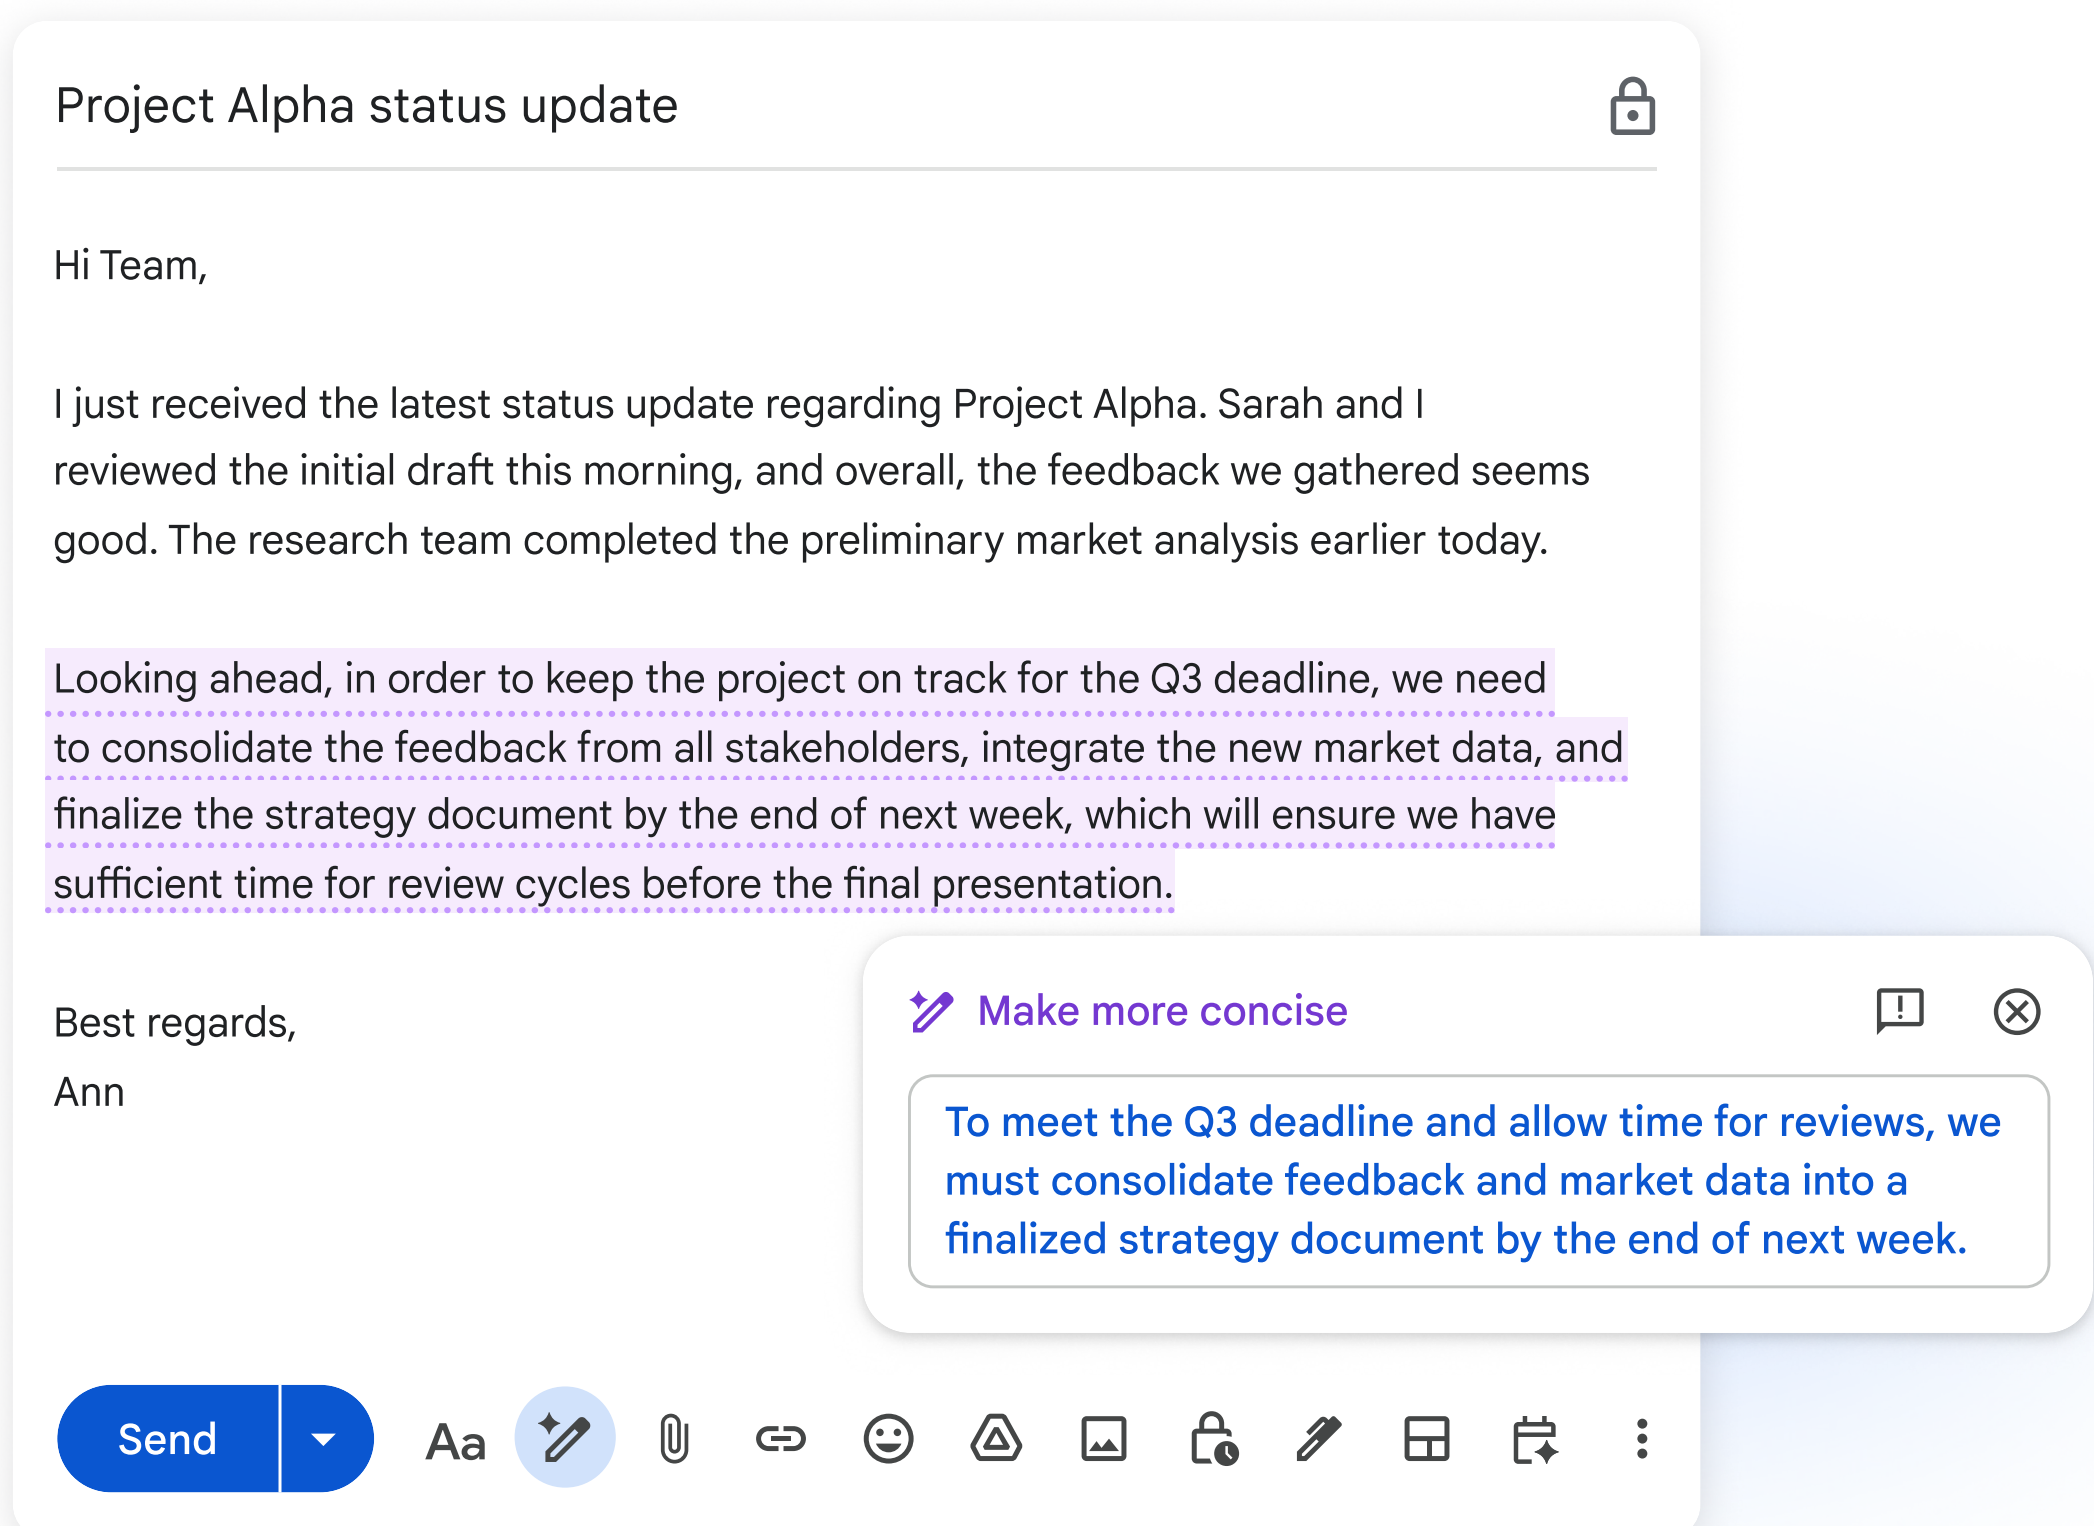 Project Alpha status update
Hi Team,
I just received the latest status update regarding Project Alpha. Sarah and I
reviewed the initial draft this morning, and overall, the feedback we gathered seems
good. The research team completed the preliminary market analysis earlier today.
Looking ahead, in order to keep the project on track for the Q3 deadline, we need
to consolidate the feedback from all stakeholders, integrate the new market data, and
finalize the strategy document by the end of next week, which will ensure we have
sufficient time for review cycles before the final presentation.
Best regards,
Ann
Make more concise
To meet the Q3 deadline and allow time for reviews, we
must consolidate feedback and market data into a
finalized strategy document by the end of next week.
Send
Aa